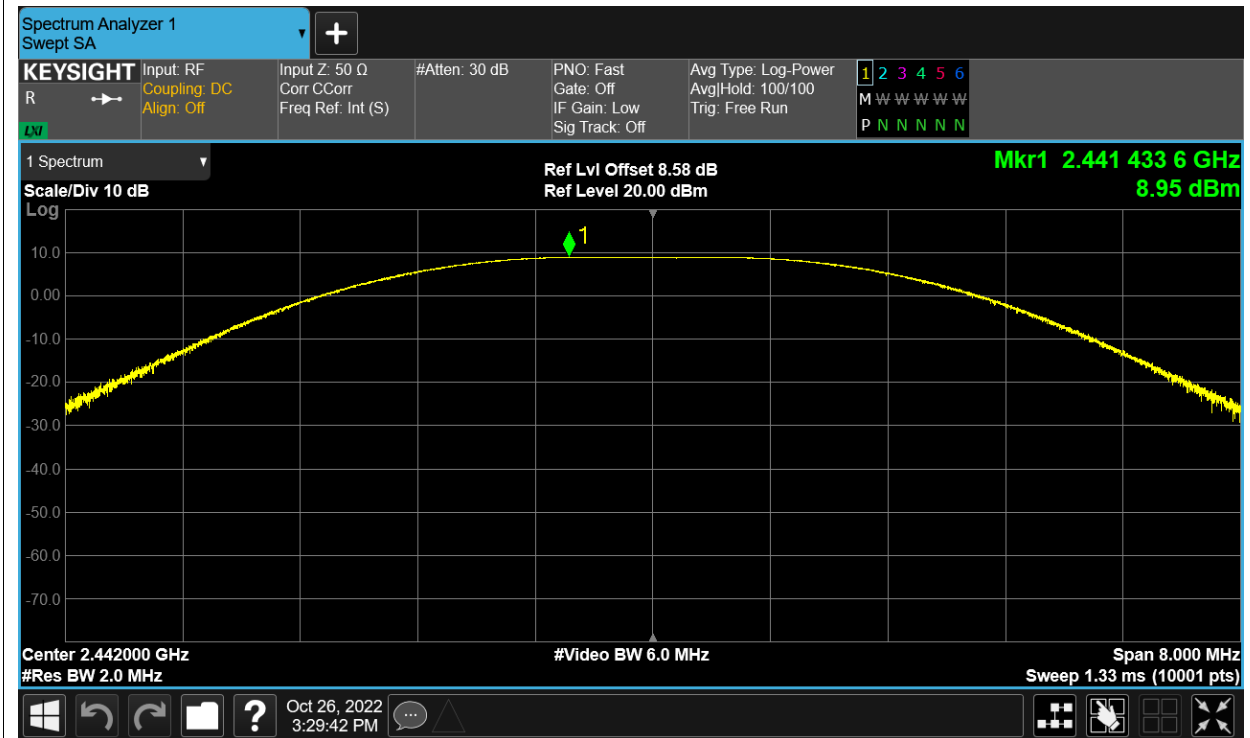 Spectrum Analyzer 1
Swept SA
KEYSIGHT
R
LXI
Input: RF
Coupling: DC
Align: Off
Input Z: 50 Ω
Corr CCorr
Freq Ref: Int (S)
#Atten: 30 dB
PNO: Fast
Gate: Off
IF Gain: Low
Sig Track: Off
Avg Type: Log-Power
Avg|Hold: 100/100
Trig: Free Run
1 2 3 4 5 6
M W W W W W
P N N N N N
1 Spectrum
Scale/Div 10 dB
Ref Lvl Offset 8.58 dB
Ref Level 20.00 dBm
Mkr1 2.441 433 6 GHz
8.95 dBm
Log
1
10.0
0.00
-10.0
-20.0
-30.0
-40.0
-50.0
-60.0
-70.0
Center 2.442000 GHz
#Video BW 6.0 MHz
Span 8.000 MHz
#Res BW 2.0 MHz
Sweep 1.33 ms (10001 pts)
?
Oct 26, 2022
3:29:42 PM